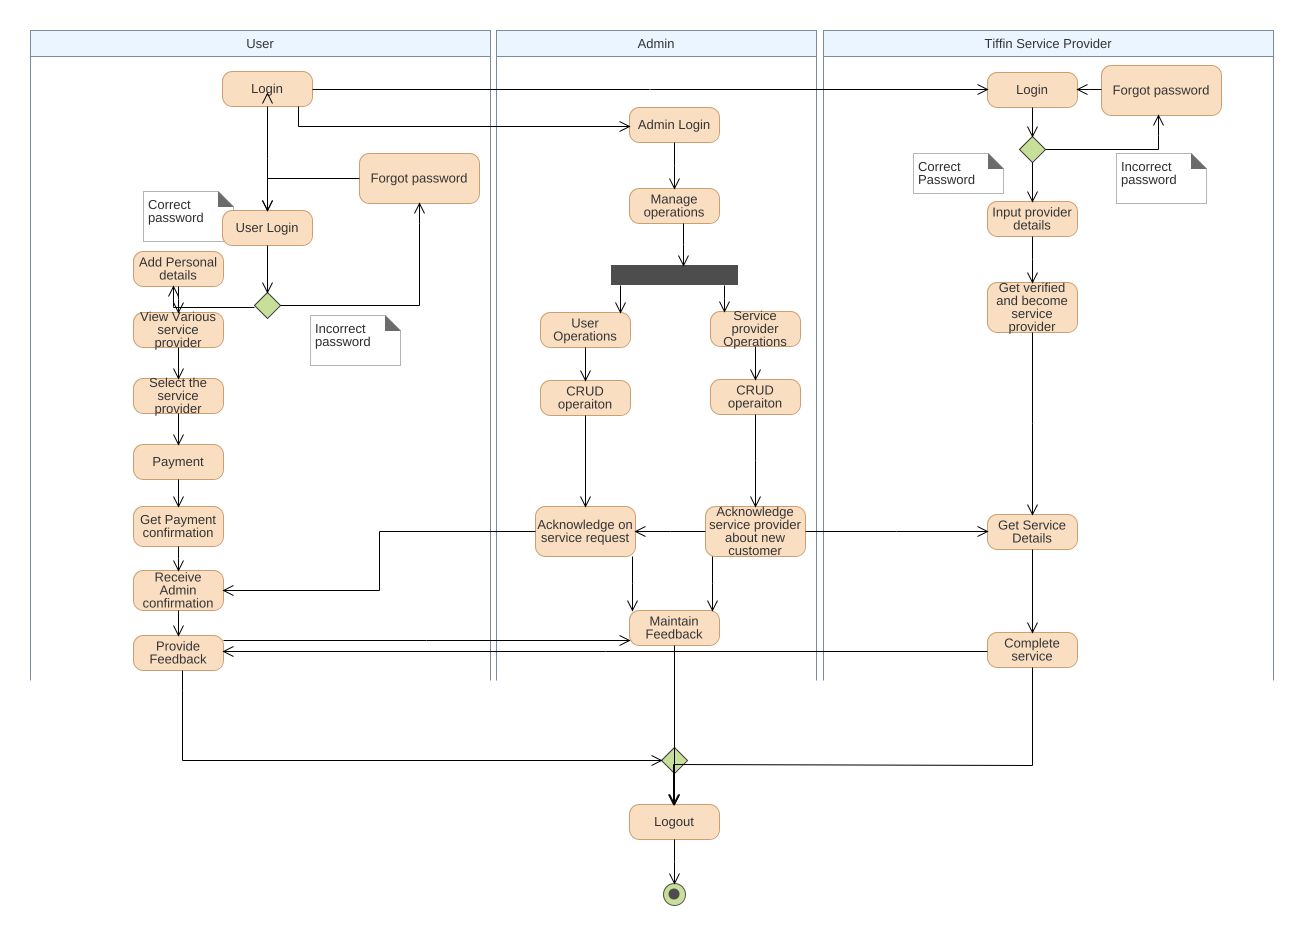 User
Admin
Tiffin Service Provider
Login
Login
Forgot password
Admin Login
Forgot password
Correct
password
User Login
Correct
Password
Incorrect
password
Manage
operations
Input provider
details
Add Personal
details
View Various
service
provider
Incorrect
password
User
Operations
Service
provider
Operations
Get verified
and become
service
provider
Select the
service
provider
CRUD
operaiton
CRUD
operaiton
Payment
Get Payment
confirmation
Acknowledge on
service request
Acknowledge
service provider
about new
customer
Get Service
Details
Receive
Admin
confirmation
Maintain
Feedback
Provide
Feedback
Complete
service
Logout